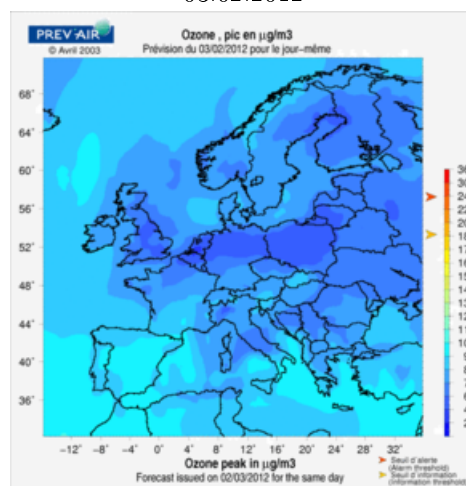 03.02.2012
PREV'AIR
© Avril 2003
Ozone , pic en µg/m3
Prévision du 03/02/2012 pour le jour-même
68°
64°
60°
56°
52°
48°
44°
40°
36°
-12° -8° -4° 0° 4° 8° 12° 16° 20° 24° 28° 32°
Ozone peak in µg/m3
Forecast issued on 02/03/2012 for the same day
Seuil d'alerte
(Alarm threshold)
Seuil d'information
(Information threshold)